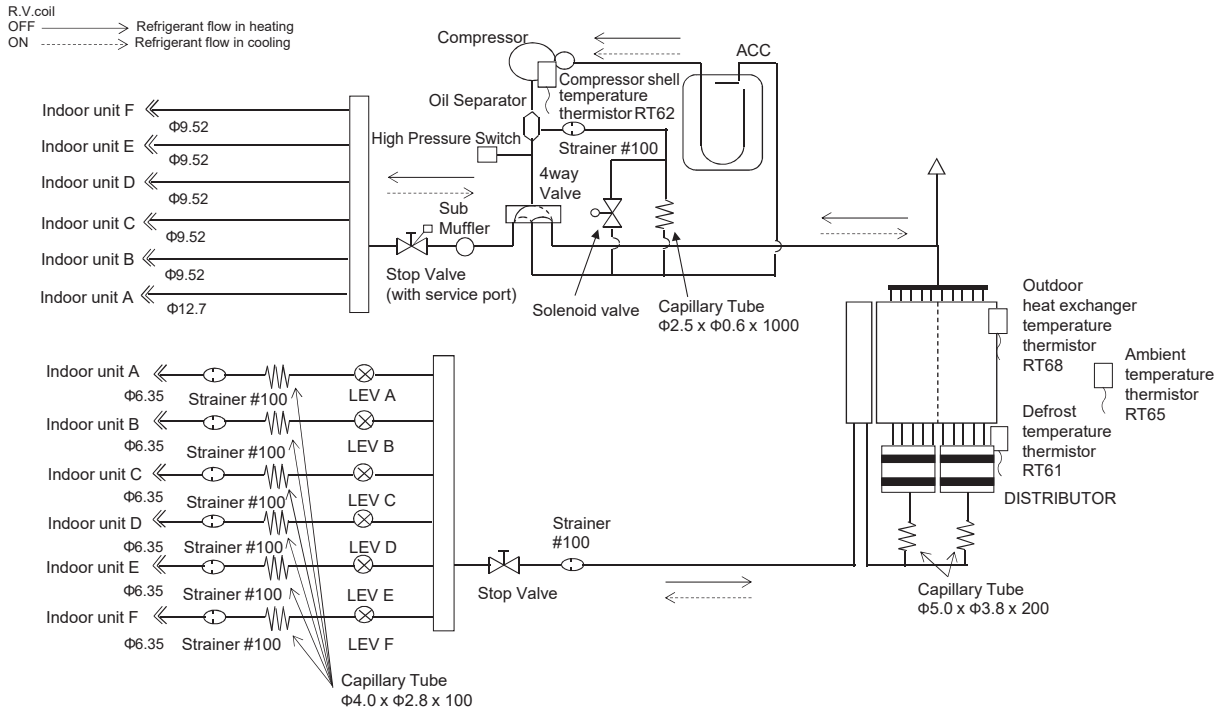 R.V.coil
OFF Refrigerant flow in heating
ON Refrigerant flow in cooling
Compressor
ACC
Compressor shell
temperature
thermistor RT62
Oil Separator
High Pressure Switch
Strainer #100
4way
Valve
Indoor unit F
Φ9.52
Indoor unit E
Φ9.52
Indoor unit D
Φ9.52
Indoor unit C
Φ9.52
Indoor unit B
Φ9.52
Indoor unit A
Φ12.7
Sub
Muffler
Stop Valve
(with service port)
Solenoid valve
Capillary Tube
Φ2.5 x Φ0.6 x 1000
Outdoor
heat exchanger
temperature
thermistor
RT68
Ambient
temperature
thermistor
RT65
Defrost
temperature
thermistor
RT61
DISTRIBUTOR
Indoor unit A
Φ6.35
Strainer #100
LEV A
Indoor unit B
Φ6.35
Strainer #100
LEV B
Indoor unit C
Φ6.35
Strainer #100
LEV C
Indoor unit D
Φ6.35
Strainer #100
LEV D
Indoor unit E
Φ6.35
Strainer #100
LEV E
Indoor unit F
Φ6.35
Strainer #100
LEV F
Strainer
#100
Stop Valve
Capillary Tube
Φ5.0 x Φ3.8 x 200
Capillary Tube
Φ4.0 x Φ2.8 x 100